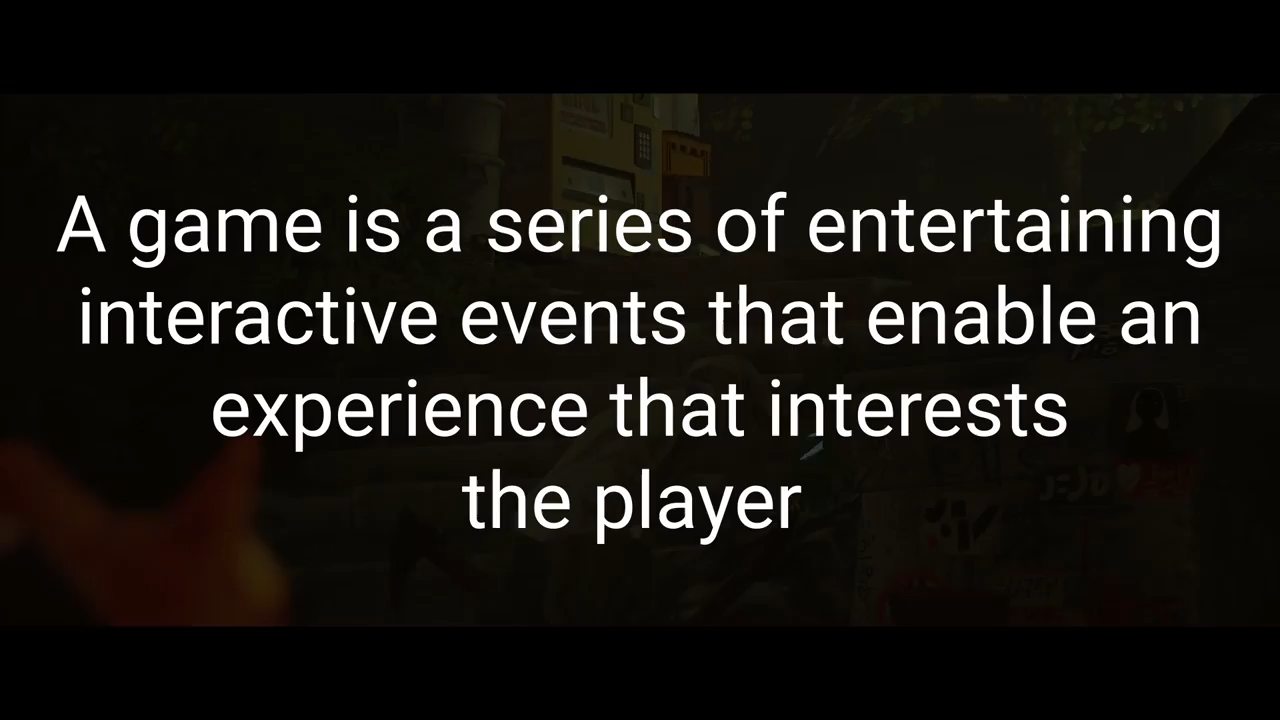 A game is a series of entertaining
interactive events that enable an
experience that interests
the player